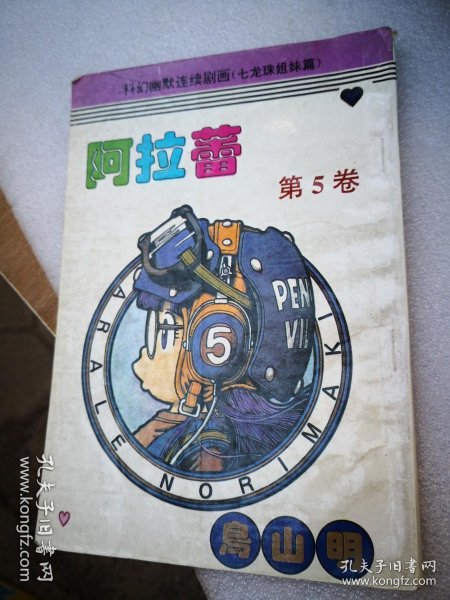 科幻幽默连续剧画(七龙珠姐妹篇)
阿拉蕾
第5卷
PEN
VII
5
ARALE NORIMAKI
鸟山明
孔夫子旧书网
孔夫子旧书网
www.kongfz.com